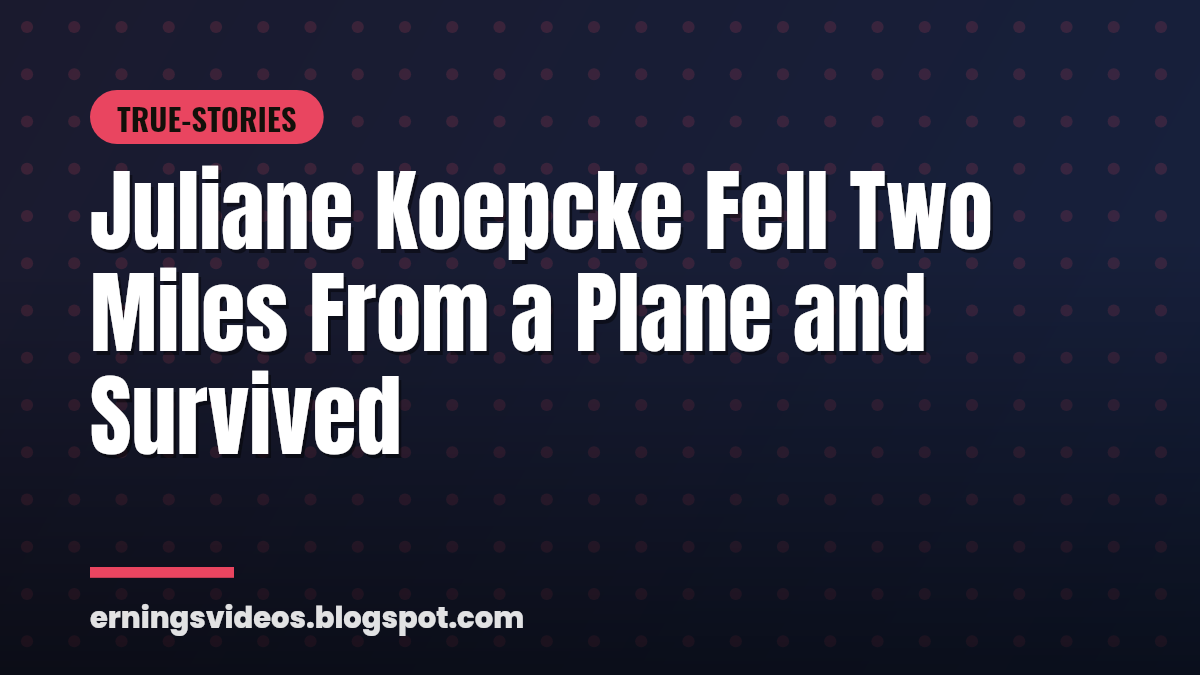 TRUE-STORIES
Juliane Koepcke Fell Two
Miles From a Plane and
Survived
erningsvideos.blogspot.com